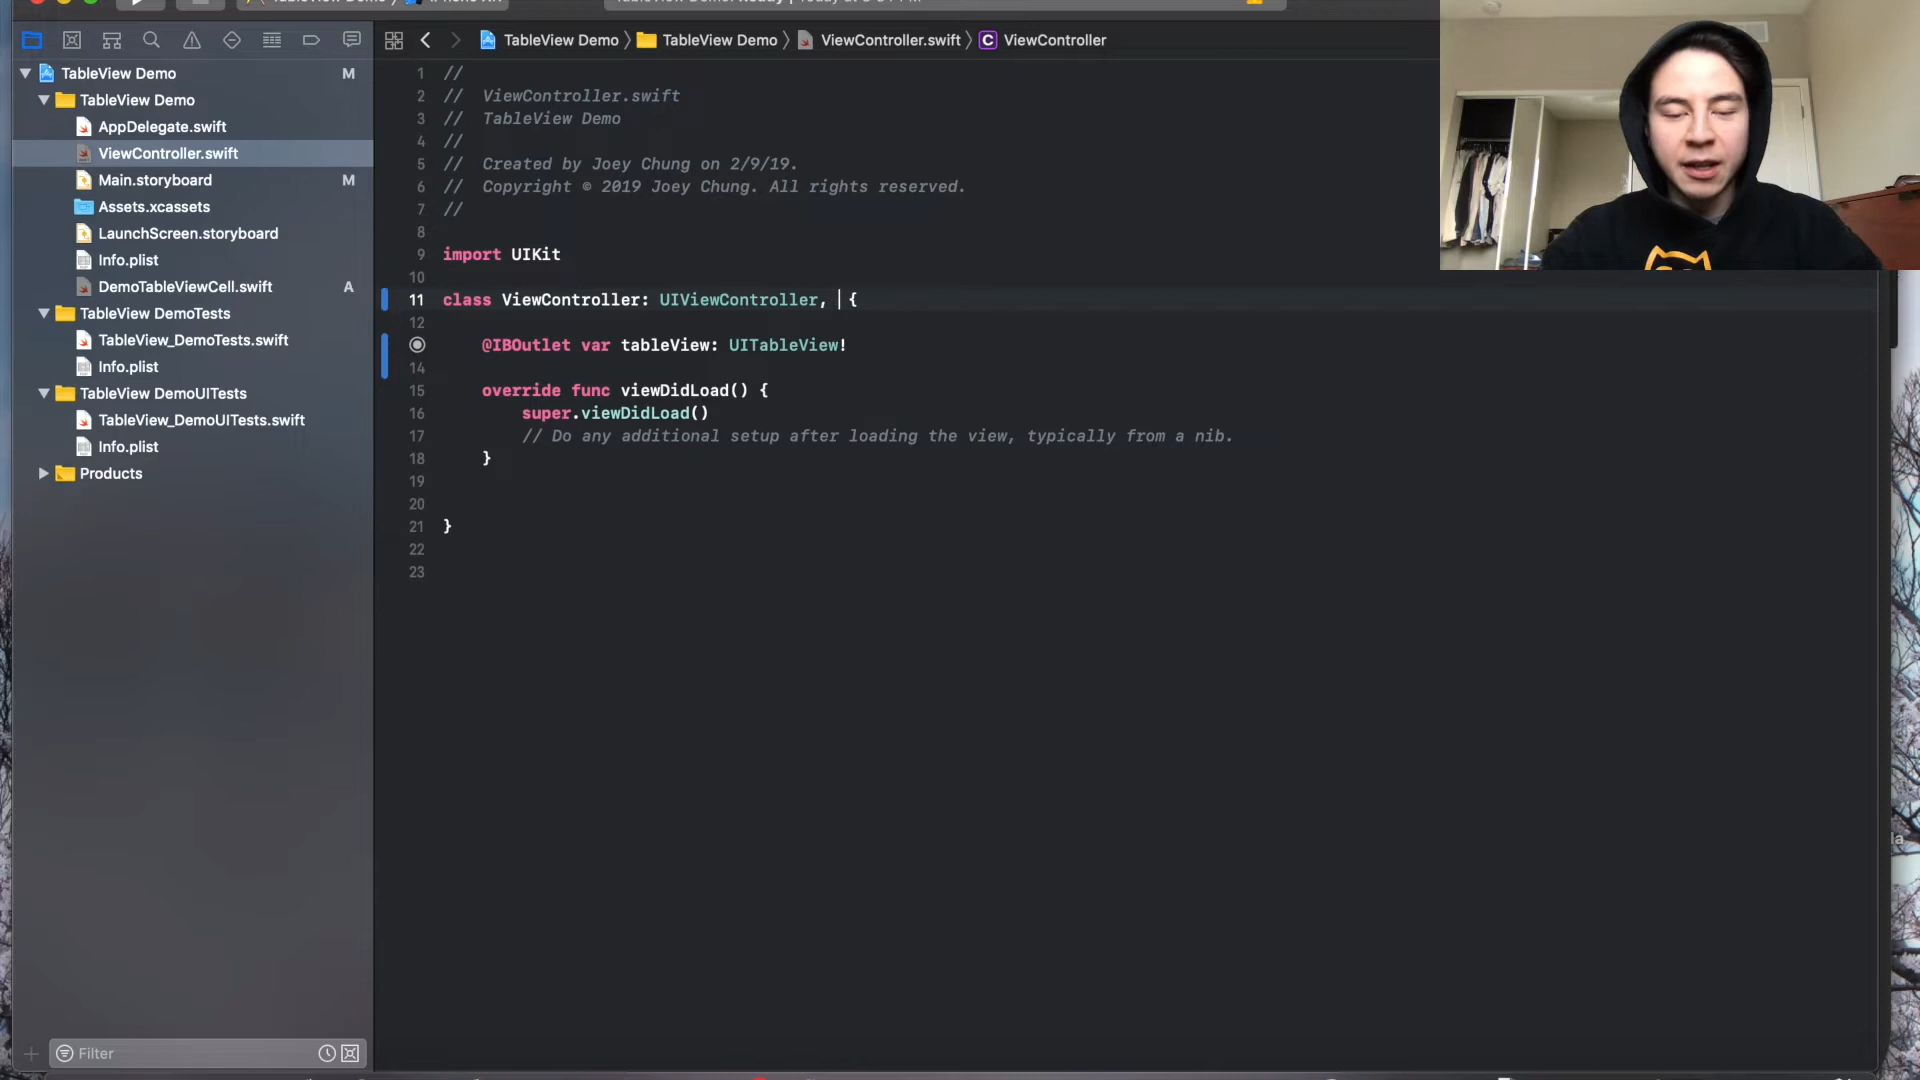 TableView Demo
M
TableView Demo
AppDelegate.swift
ViewController.swift
Main.storyboard
M
Assets.xcassets
LaunchScreen.storyboard
Info.plist
DemoTableViewCell.swift
A
TableView DemoTests
TableView_DemoTests.swift
Info.plist
TableView DemoUITests
TableView_DemoUITests.swift
Info.plist
Products
Filter
TableView Demo
TableView Demo
ViewController.swift
C
ViewController
1 //
2 //  ViewController.swift
3 //  TableView Demo
4 //
5 //  Created by Joey Chung on 2/9/19.
6 //  Copyright © 2019 Joey Chung. All rights reserved.
7 //
8
9 import UIKit
10
11 class ViewController: UIViewController,  {
12
@IBOutlet var tableView: UITableView!
14
15 override func viewDidLoad() {
16 super.viewDidLoad()
17 // Do any additional setup after loading the view, typically from a nib.
18 }
19
20
21 }
22
23